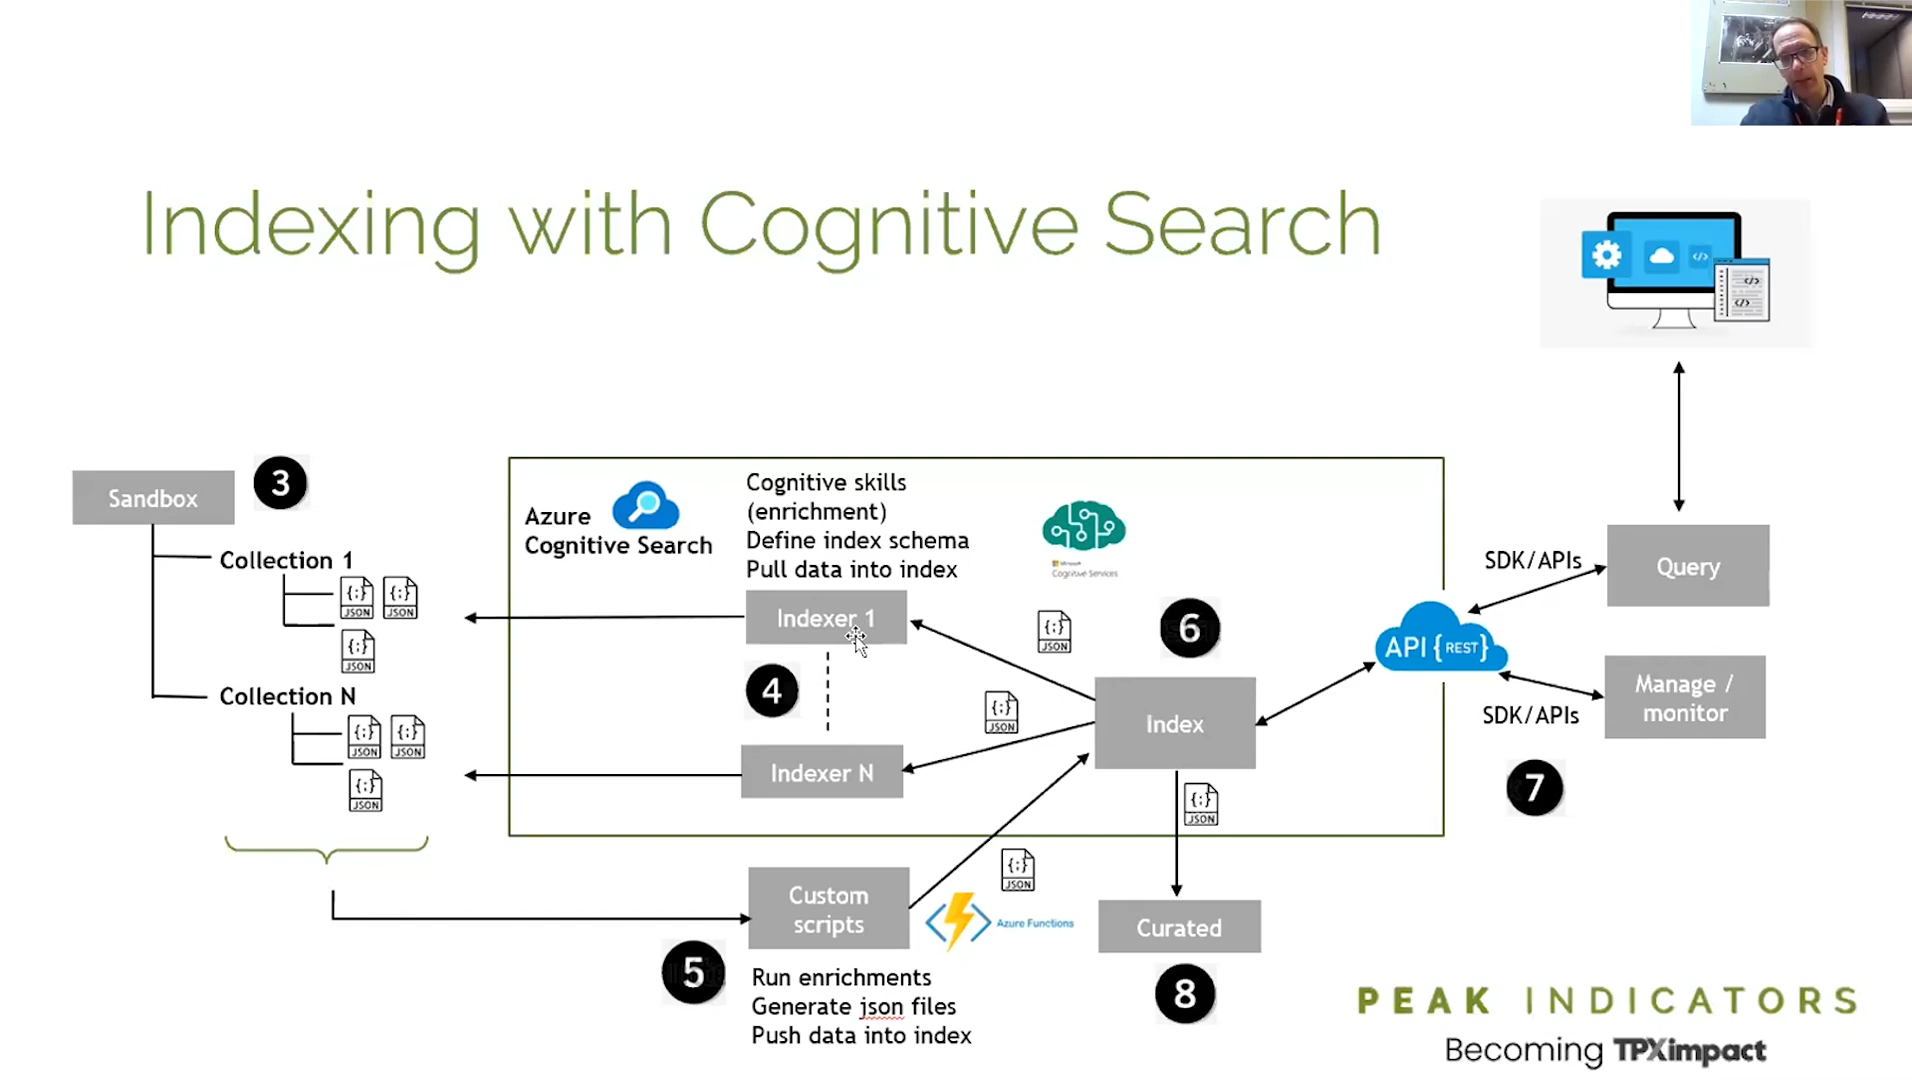 Indexing with Cognitive Search
Sandbox
3
Collection 1
{;}
JSON
{;}
JSON
{;}
JSON
Collection N
{;}
JSON
{;}
JSON
{;}
JSON
Azure
Cognitive Search
Cognitive skills
(enrichment)
Define index schema
Pull data into index
Microsoft
Cognitive Services
Indexer 1
4
Indexer N
{;}
JSON
{;}
JSON
6
Index
{;}
JSON
{;}
JSON
Custom
scripts
Azure Functions
5
Run enrichments
Generate json files
Push data into index
Curated
8
API {REST}
SDK/APIs
Query
SDK/APIs
Manage /
monitor
7
</>
</>
</>
PEAK INDICATORS
Becoming TPXimpact